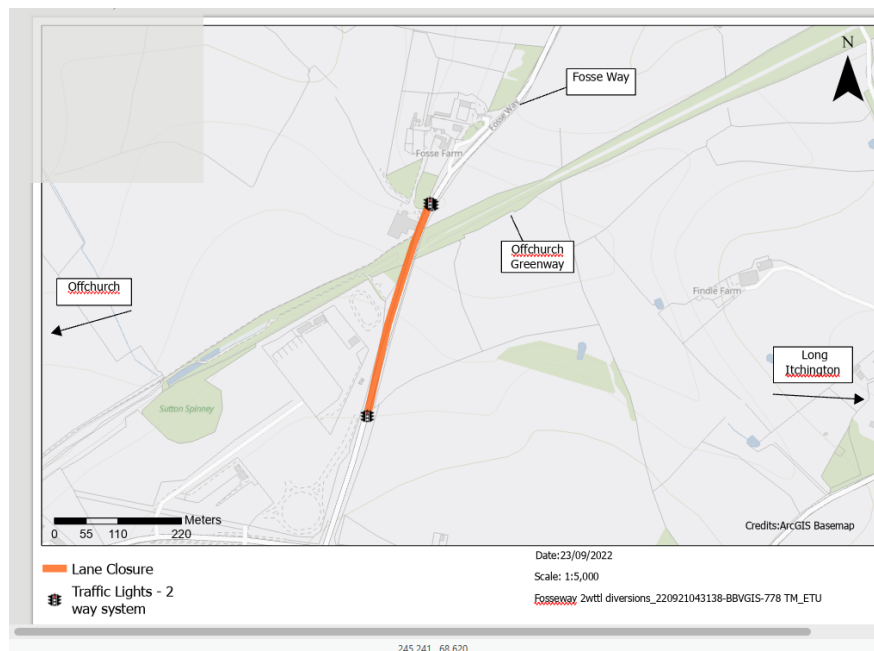 N
Fosse Way
Fosse Way
Fosse Farm
Offchurch
Greenway
Offchurch
Findle Farm
Long
Itchington
Sutton Spinney
Meters
0 55 110 220
Credits:ArcGIS Basemap
Lane Closure
Traffic Lights - 2
way system
Date:23/09/2022
Scale: 1:5,000
Fosseway 2wttl diversions_220921043138-BBVGIS-778 TM_ETU
245,241 68,620